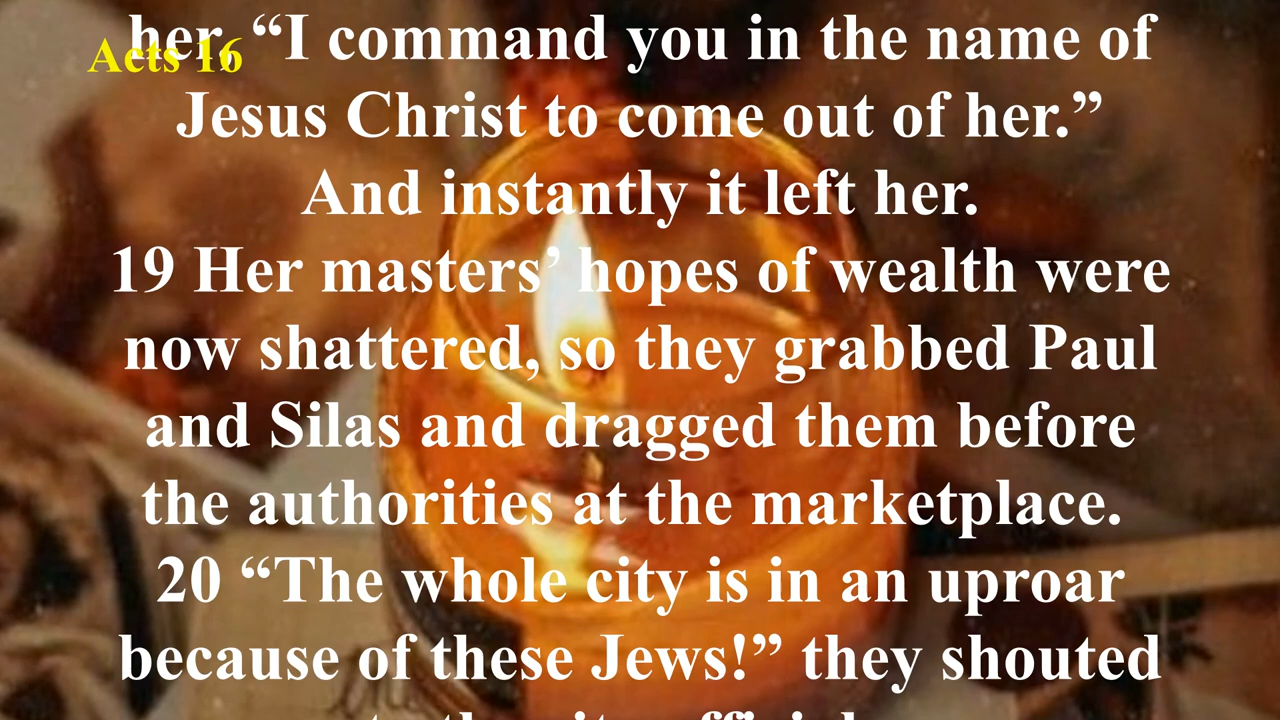 Acts 16
her, “I command you in the name of
Jesus Christ to come out of her.”
And instantly it left her.
19 Her masters’ hopes of wealth were
now shattered, so they grabbed Paul
and Silas and dragged them before
the authorities at the marketplace.
20 “The whole city is in an uproar
because of these Jews!” they shouted